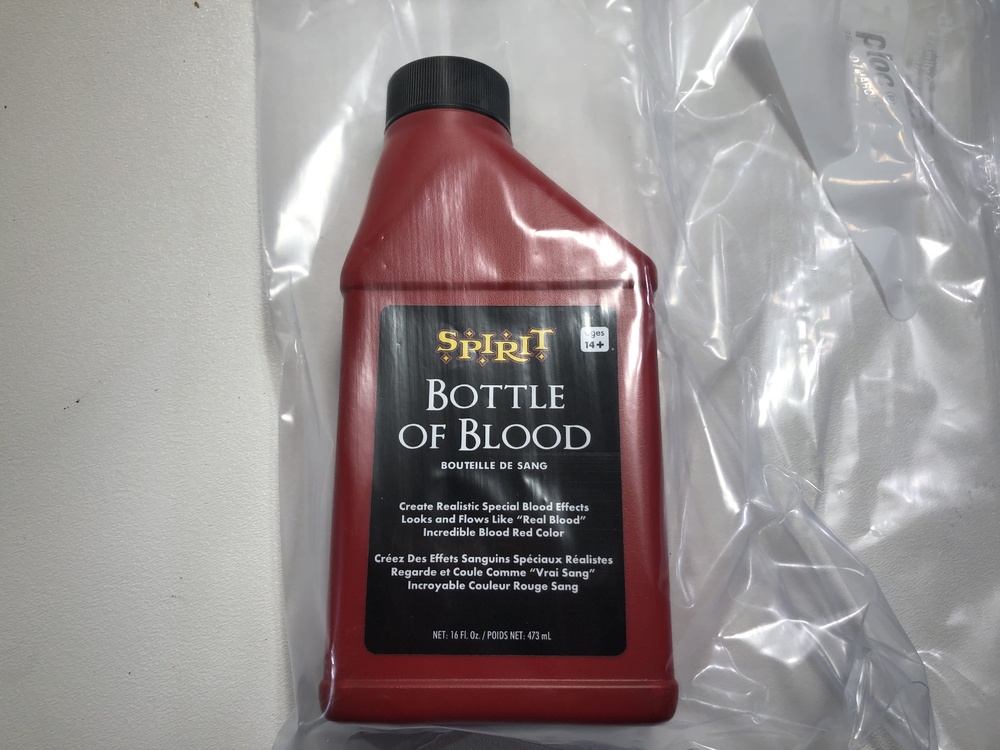 SPIRIT
ages
14+
BOTTLE
OF BLOOD
BOUTEILLE DE SANG
Create Realistic Special Blood Effects
Looks and Flows Like “Real Blood”
Incredible Blood Red Color
Créez Des Effets Sanguins Spéciaux Réalistes
Regarde et Coule Comme “Vrai Sang”
Incroyable Couleur Rouge Sang
NET: 16 Fl. Oz. / POIDS NET: 473 mL